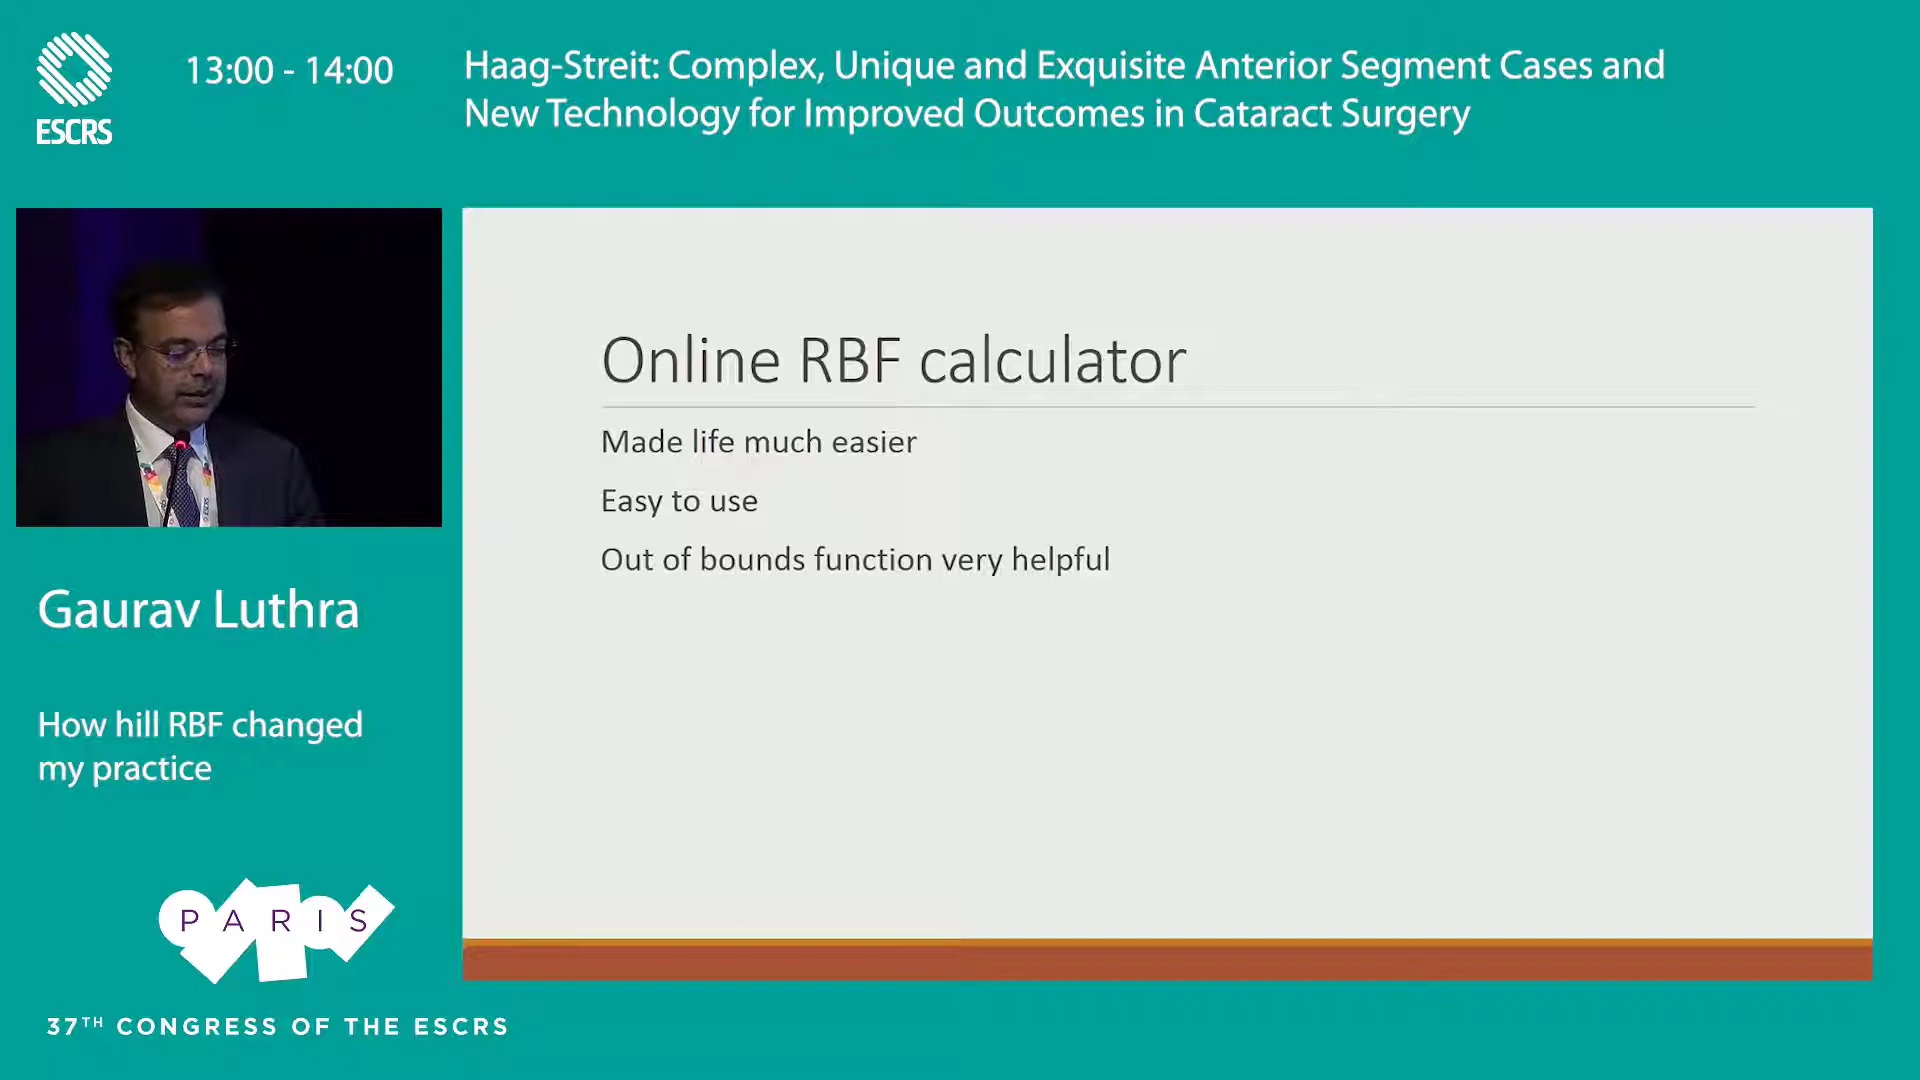 ESCRS
13:00 - 14:00
Haag-Streit: Complex, Unique and Exquisite Anterior Segment Cases and
New Technology for Improved Outcomes in Cataract Surgery
Online RBF calculator
Made life much easier
Easy to use
Out of bounds function very helpful
Gaurav Luthra
How hill RBF changed
my practice
PARIS
37TH CONGRESS OF THE ESCRS